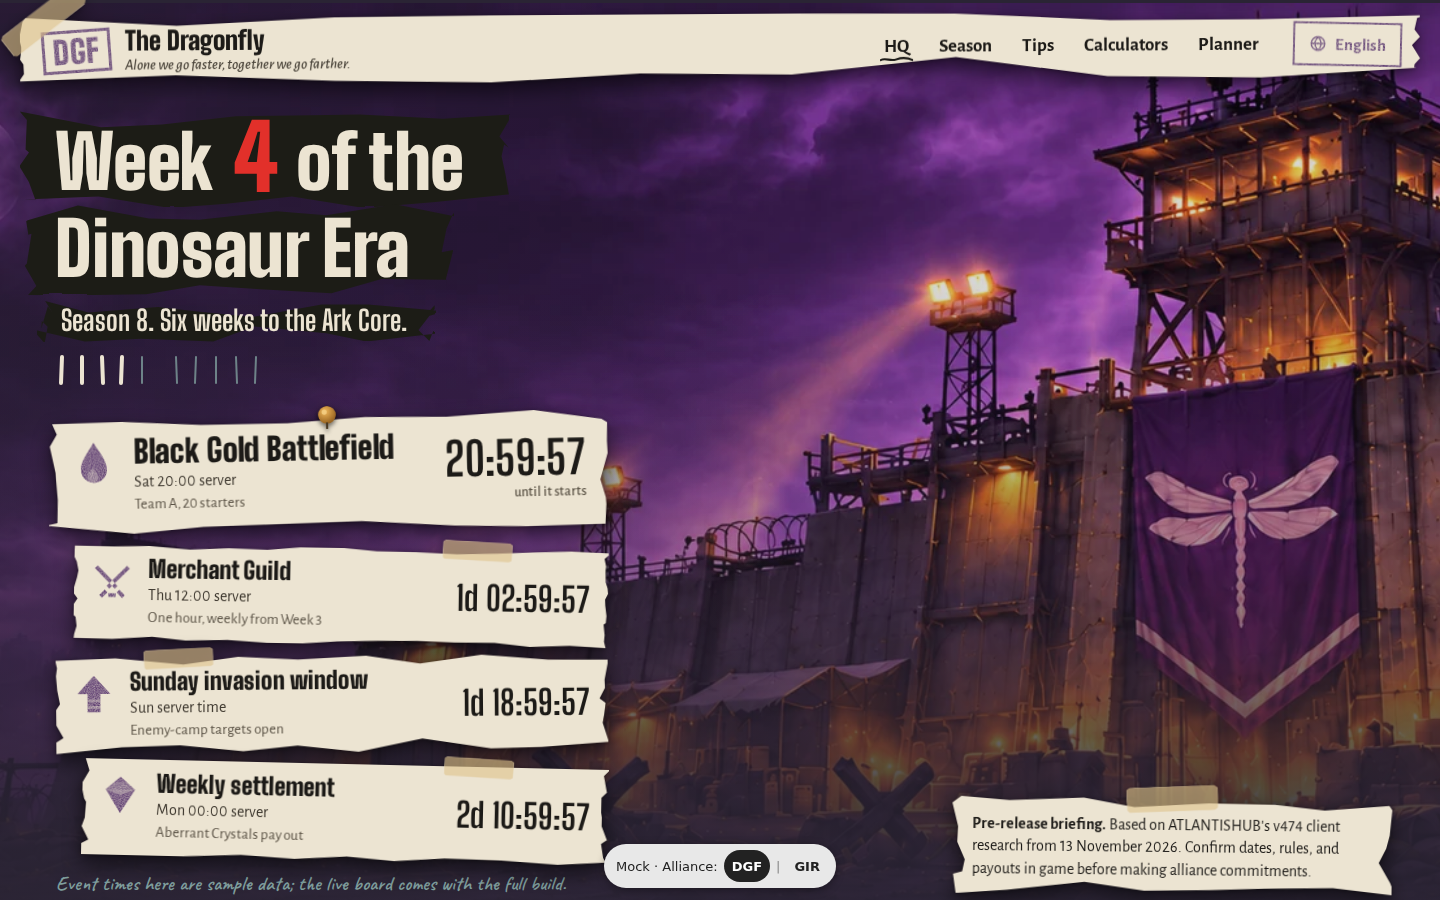 DGF
The Dragonfly
Alone we go faster, together we go farther.
HQ
Season
Tips
Calculators
Planner
English
Week 4 of the
Dinosaur Era
Season 8. Six weeks to the Ark Core.
Black Gold Battlefield
Sat 20:00 server
Team A, 20 starters
20:59:57
until it starts
Merchant Guild
Thu 12:00 server
One hour, weekly from Week 3
1d 02:59:57
Sunday invasion window
Sun server time
Enemy-camp targets open
1d 18:59:57
Weekly settlement
Mon 00:00 server
Aberrant Crystals pay out
2d 10:59:57
Event times here are sample data; the live board comes with the full build.
Mock · Alliance: DGF | GIR
Pre-release briefing. Based on ATLANTISHUB's v474 client
research from 13 November 2026. Confirm dates, rules, and
payouts in game before making alliance commitments.